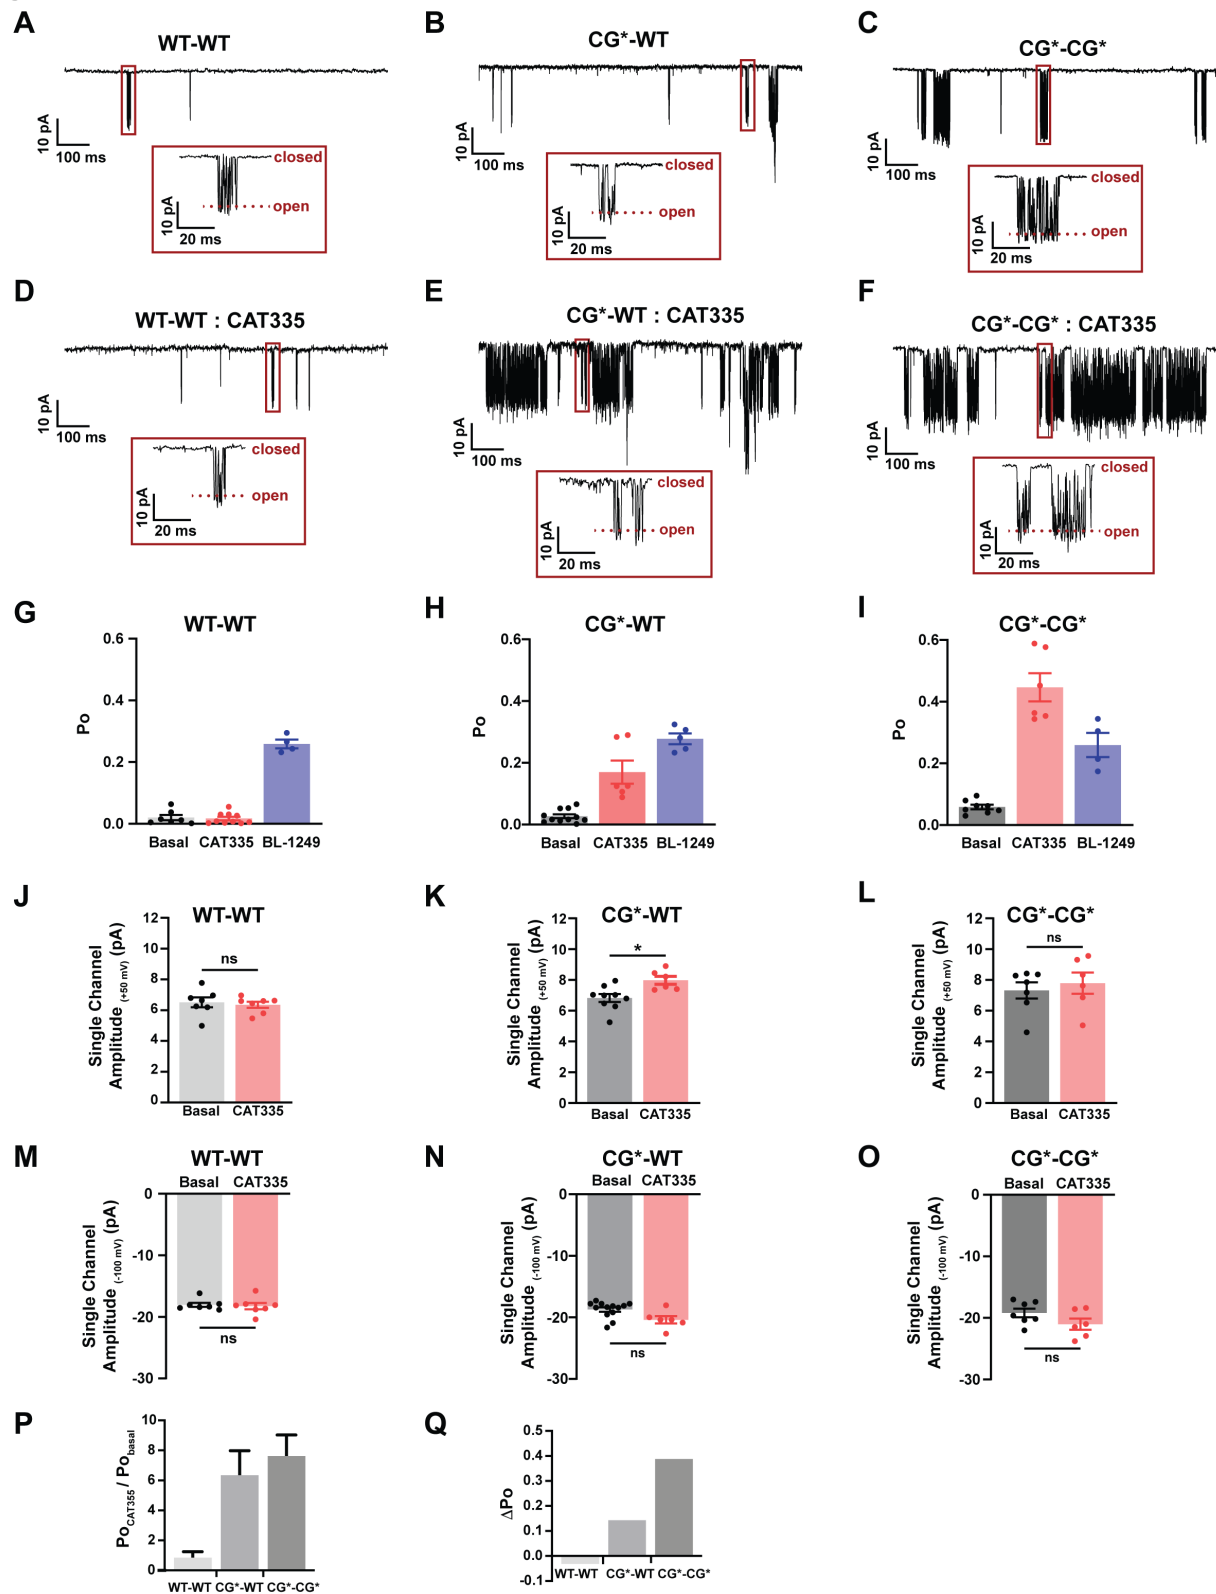 A
WT-WT
10 pA
100 ms
closed
open
10 pA
20 ms
B
CG*-WT
10 pA
100 ms
closed
open
10 pA
20 ms
C
CG*-CG*
10 pA
100 ms
closed
open
10 pA
20 ms
D
WT-WT : CAT335
10 pA
100 ms
closed
open
10 pA
20 ms
E
CG*-WT : CAT335
10 pA
100 ms
closed
open
10 pA
20 ms
F
CG*-CG* : CAT335
10 pA
100 ms
closed
open
10 pA
20 ms
G
WT-WT
Po
0.6
0.4
0.2
0.0
Basal CAT335 BL-1249
H
CG*-WT
Po
0.6
0.4
0.2
0.0
Basal CAT335 BL-1249
I
CG*-CG*
Po
0.6
0.4
0.2
0.0
Basal CAT335 BL-1249
J
WT-WT
Single Channel
Amplitude (+50 mV) (pA)
12
10
8
6
4
2
0
ns
Basal CAT335
K
CG*-WT
Single Channel
Amplitude (+50 mV) (pA)
12
10
8
6
4
2
0
*
Basal CAT335
L
CG*-CG*
Single Channel
Amplitude (+50 mV) (pA)
12
10
8
6
4
2
0
ns
Basal CAT335
M
WT-WT
Basal CAT335
Single Channel
Amplitude (-100 mV) (pA)
0
-10
-20
-30
ns
N
CG*-WT
Basal CAT335
Single Channel
Amplitude (-100 mV) (pA)
0
-10
-20
-30
ns
O
CG*-CG*
Basal CAT335
Single Channel
Amplitude (-100 mV) (pA)
0
-10
-20
-30
ns
P
PoCAT355 / Pobasal
10
8
6
4
2
0
WT-WT CG*-WT CG*-CG*
Q
ΔPo
0.5
0.4
0.3
0.2
0.1
0.0
-0.1
WT-WT CG*-WT CG*-CG*